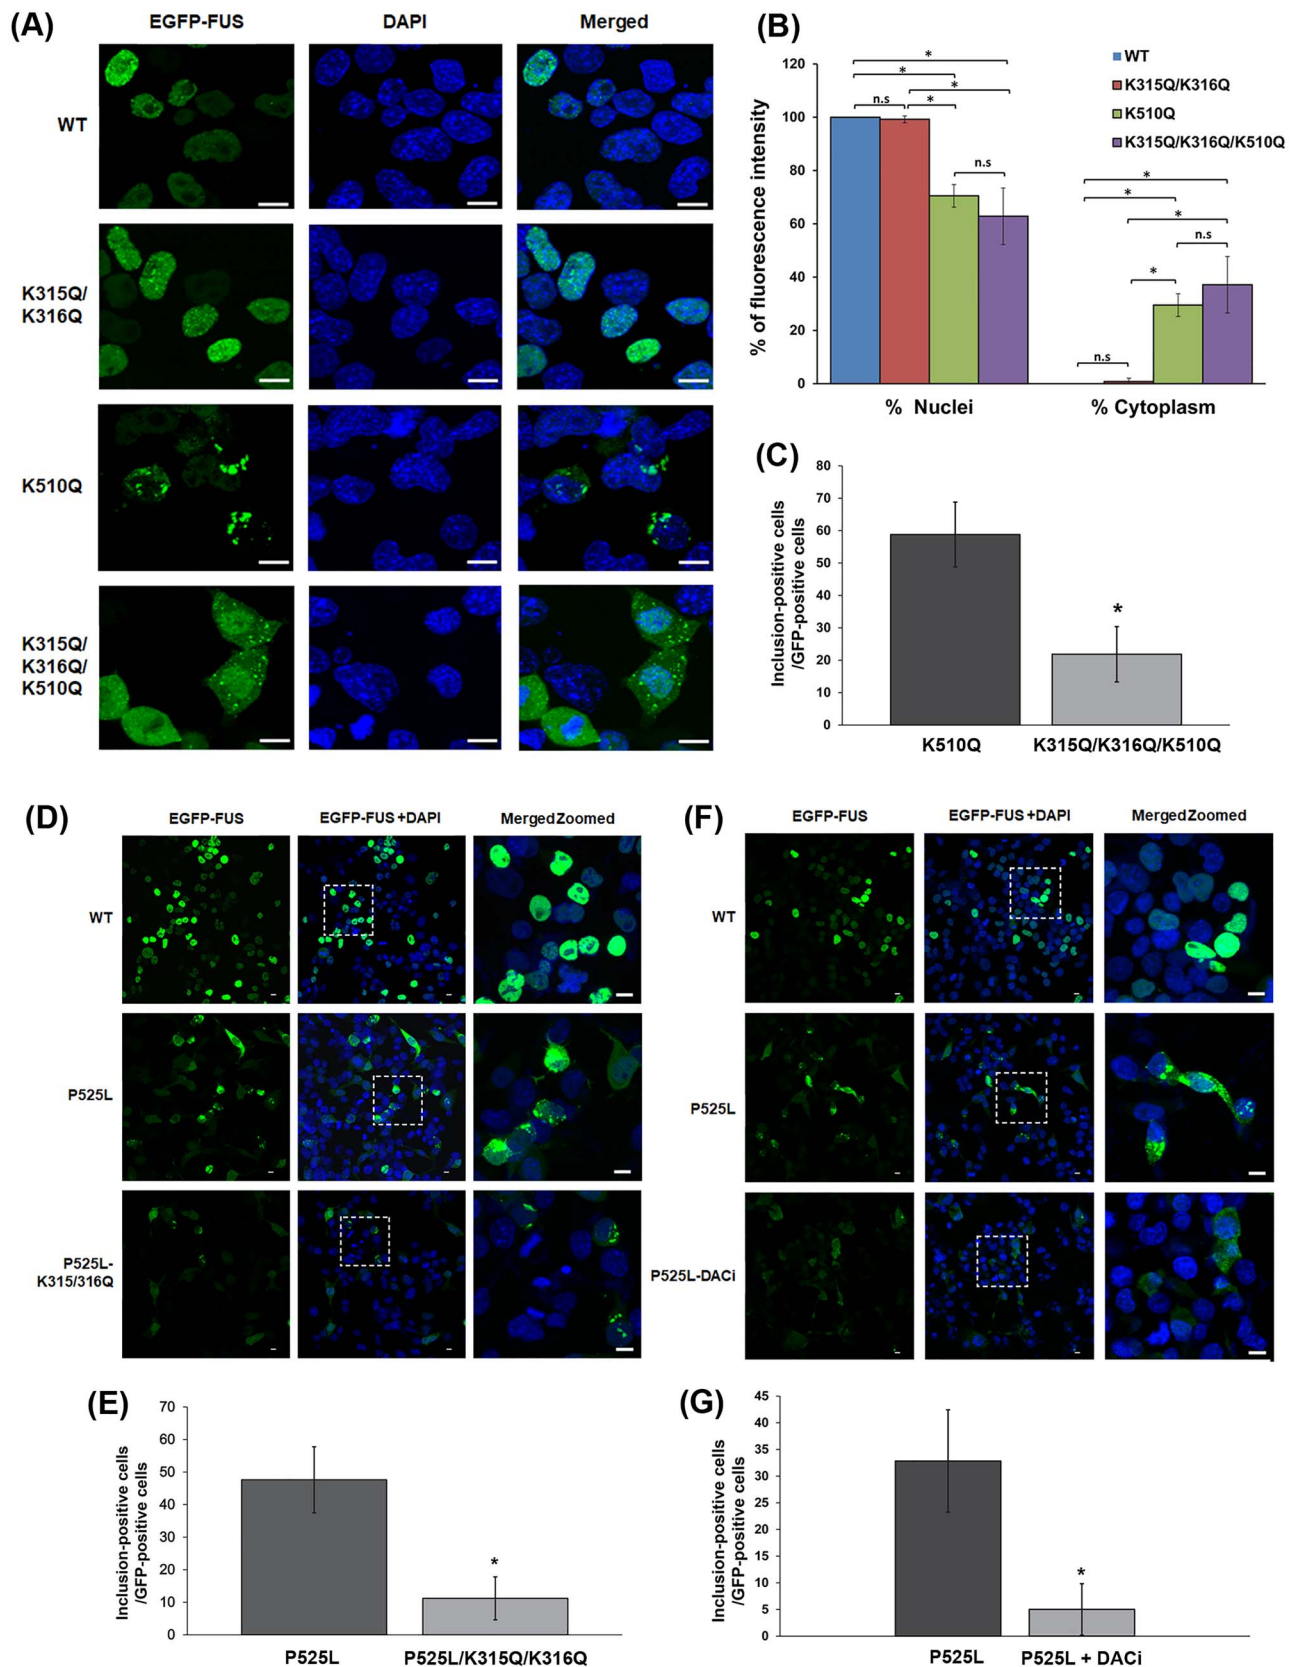 (A)
EGFP-FUS DAPI Merged
WT
K315Q/
K316Q
K510Q
K315Q/
K316Q/
K510Q
(B)
WT
K315Q/K316Q
K510Q
K315Q/K316Q/K510Q
% of fluorescence intensity
120
100
80
60
40
20
0
*
*
*
n.s
*
n.s
*
*
*
n.s
*
n.s
% Nuclei % Cytoplasm
(C)
Inclusion-positive cells
/GFP-positive cells
80
70
60
50
40
30
20
10
0
*
K510Q K315Q/K316Q/K510Q
(D)
EGFP-FUS EGFP-FUS +DAPI MergedZoomed
WT
P525L
P525L-
K315/316Q
(F)
EGFP-FUS EGFP-FUS +DAPI MergedZoomed
WT
P525L
P525L-DACi
(E)
Inclusion-positive cells
/GFP-positive cells
70
60
50
40
30
20
10
0
*
P525L P525L/K315Q/K316Q
(G)
Inclusion-positive cells
/GFP-positive cells
45
40
35
30
25
20
15
10
5
0
*
P525L P525L + DACi